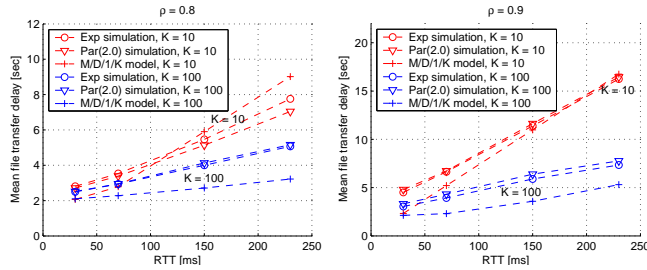 ρ = 0.8
Mean file transfer delay [sec]
12
10
8
6
4
2
0
Exp simulation, K = 10
Par(2.0) simulation, K = 10
M/D/1/K model, K = 10
Exp simulation, K = 100
Par(2.0) simulation, K = 100
M/D/1/K model, K = 100
K = 10
K = 100
0 50 100 150 200 250
RTT [ms]
ρ = 0.9
Mean file transfer delay [sec]
20
15
10
5
0
Exp simulation, K = 10
Par(2.0) simulation, K = 10
M/D/1/K model, K = 10
Exp simulation, K = 100
Par(2.0) simulation, K = 100
M/D/1/K model, K = 100
K = 10
K = 100
0 50 100 150 200 250
RTT [ms]